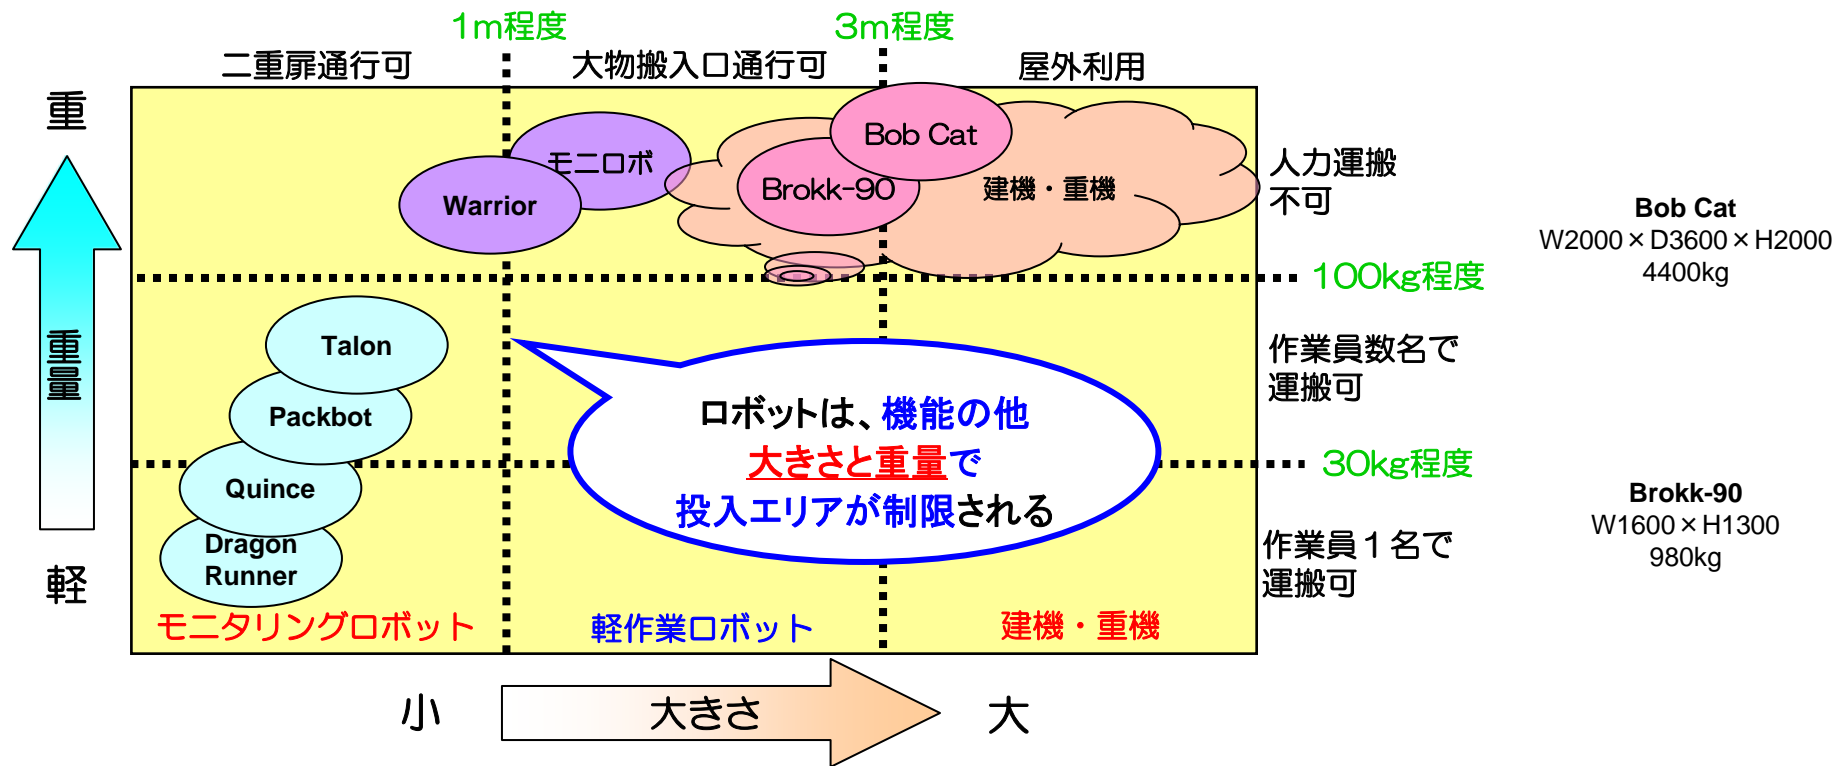 1m程度
3m程度
二重扉通行可
大物搬入口通行可
屋外利用
重
重量
軽
モニロボ
Warrior
Bob Cat
Brokk-90
建機・重機
人力運搬
不可
100kg程度
Talon
Packbot
Quince
Dragon
Runner
ロボットは、機能の他
大きさと重量で
投入エリアが制限される
作業員数名で
運搬可
30kg程度
作業員1名で
運搬可
モニタリングロボット
軽作業ロボット
建機・重機
小
大きさ
大
Bob Cat
W2000×D3600×H2000
4400kg
Brokk-90
W1600×H1300
980kg